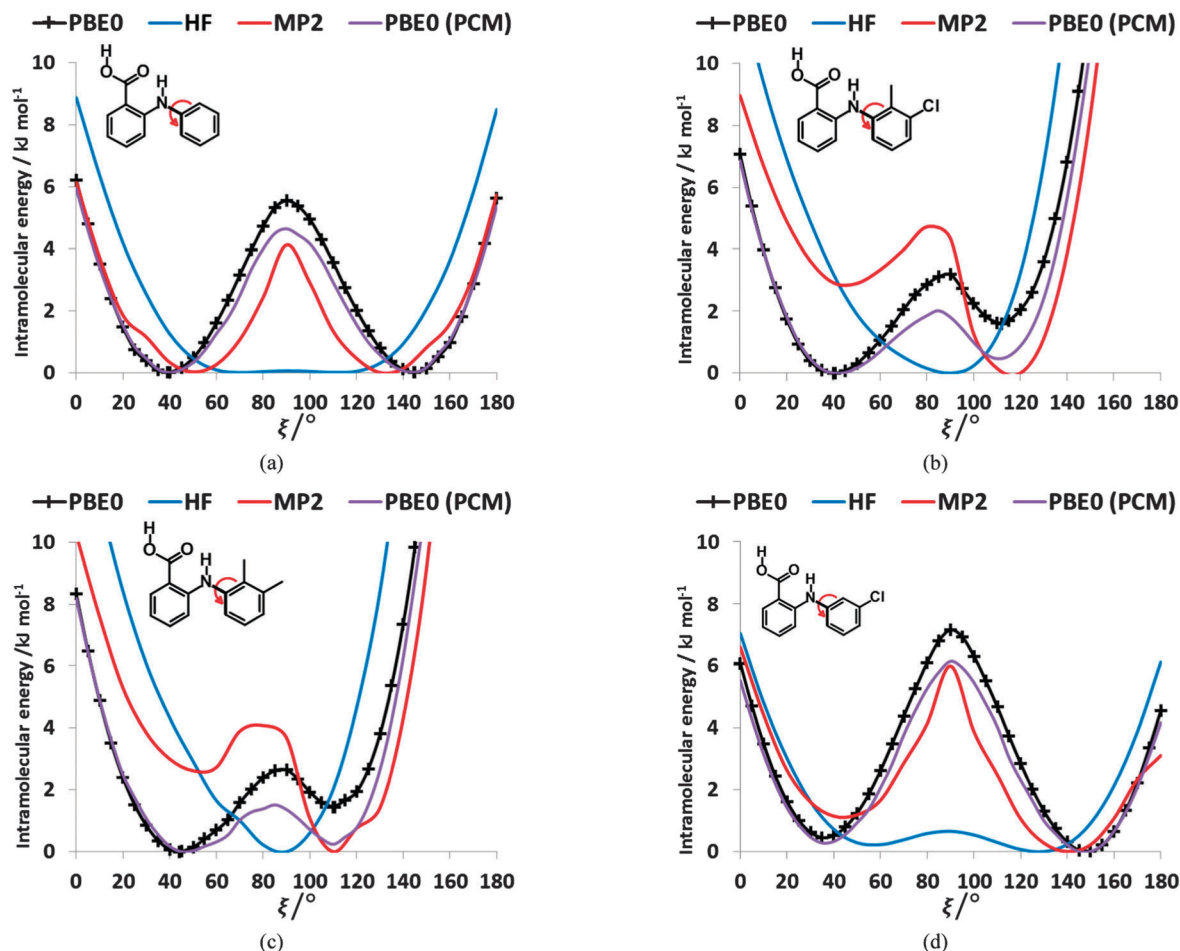 PBE0 HF MP2 PBE0 (PCM)
Intramolecular energy / kJ mol-1
10
8
6
4
2
0
H
O O
H
N
0 20 40 60 80 100 120 140 160 180
ξ/°
(a)
PBE0 HF MP2 PBE0 (PCM)
Intramolecular energy / kJ mol-1
10
8
6
4
2
0
H
O O
H
N
Cl
0 20 40 60 80 100 120 140 160 180
ξ/°
(b)
PBE0 HF MP2 PBE0 (PCM)
Intramolecular energy /kJ mol-1
10
8
6
4
2
0
H
O O
H
N
0 20 40 60 80 100 120 140 160 180
ξ/°
(c)
PBE0 HF MP2 PBE0 (PCM)
Intramolecular energy / kJ mol-1
10
8
6
4
2
0
H
O O
H
N
Cl
0 20 40 60 80 100 120 140 160 180
ξ/°
(d)